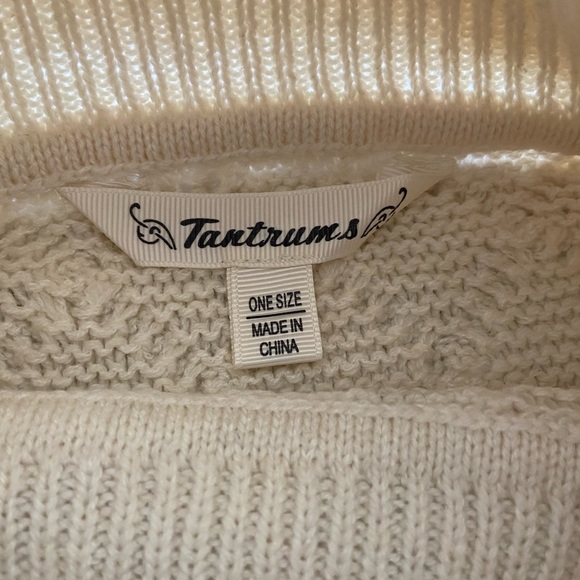 Tantrums
ONE SIZE
MADE IN
CHINA